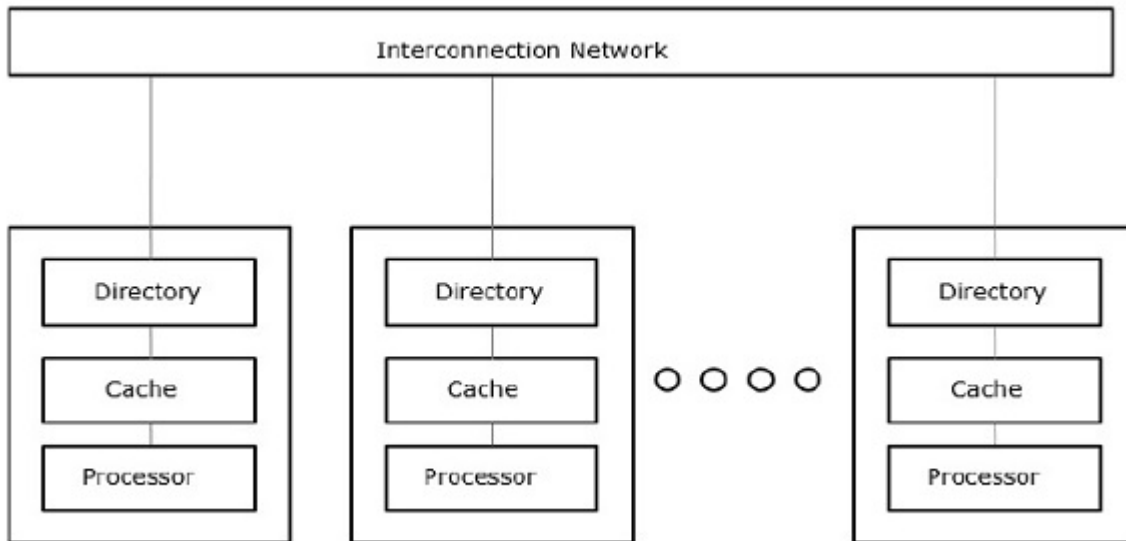 Interconnection Network
Directory
Cache
Processor
Directory
Cache
Processor
Directory
Cache
Processor